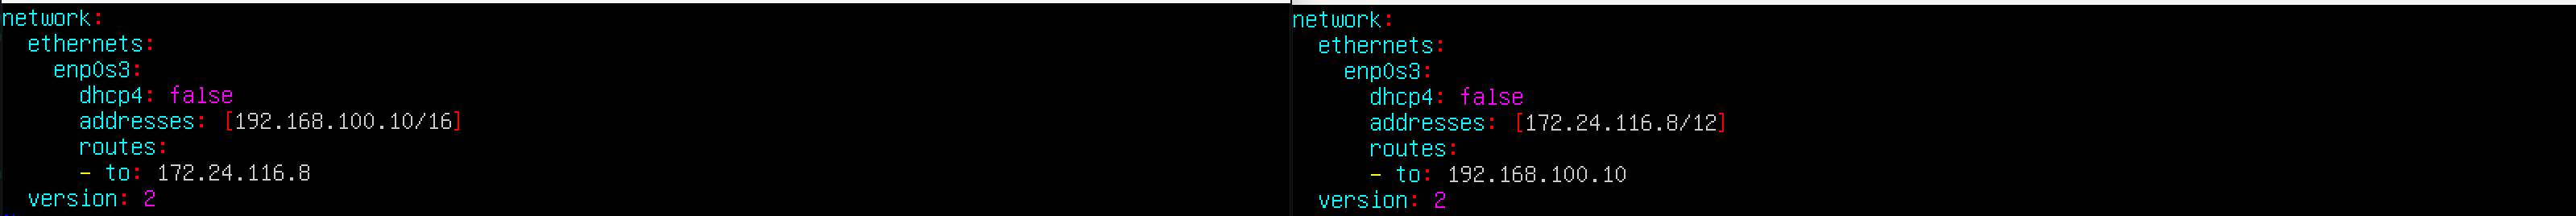 network:
  ethernets:
    enp0s3:
      dhcp4: false
      addresses: [192.168.100.10/16]
      routes:
      - to: 172.24.116.8
  version: 2
network:
  ethernets:
    enp0s3:
      dhcp4: false
      addresses: [172.24.116.8/12]
      routes:
      - to: 192.168.100.10
  version: 2